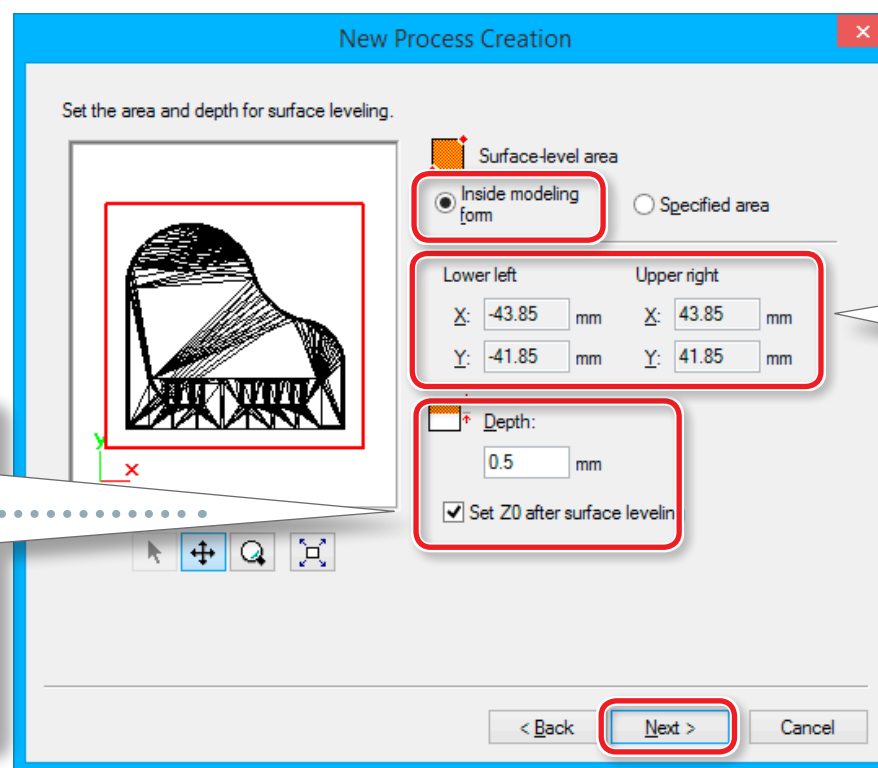 New Process Creation
Set the area and depth for surface leveling.
Surface-level area
Inside modeling
form
Specified area
Lower left
Upper right
X: -43.85 mm
X: 43.85 mm
Y: -41.85 mm
Y: 41.85 mm
y
x
Depth:
0.5 mm
Set Z0 after surface levelin
< Back
Next >
Cancel